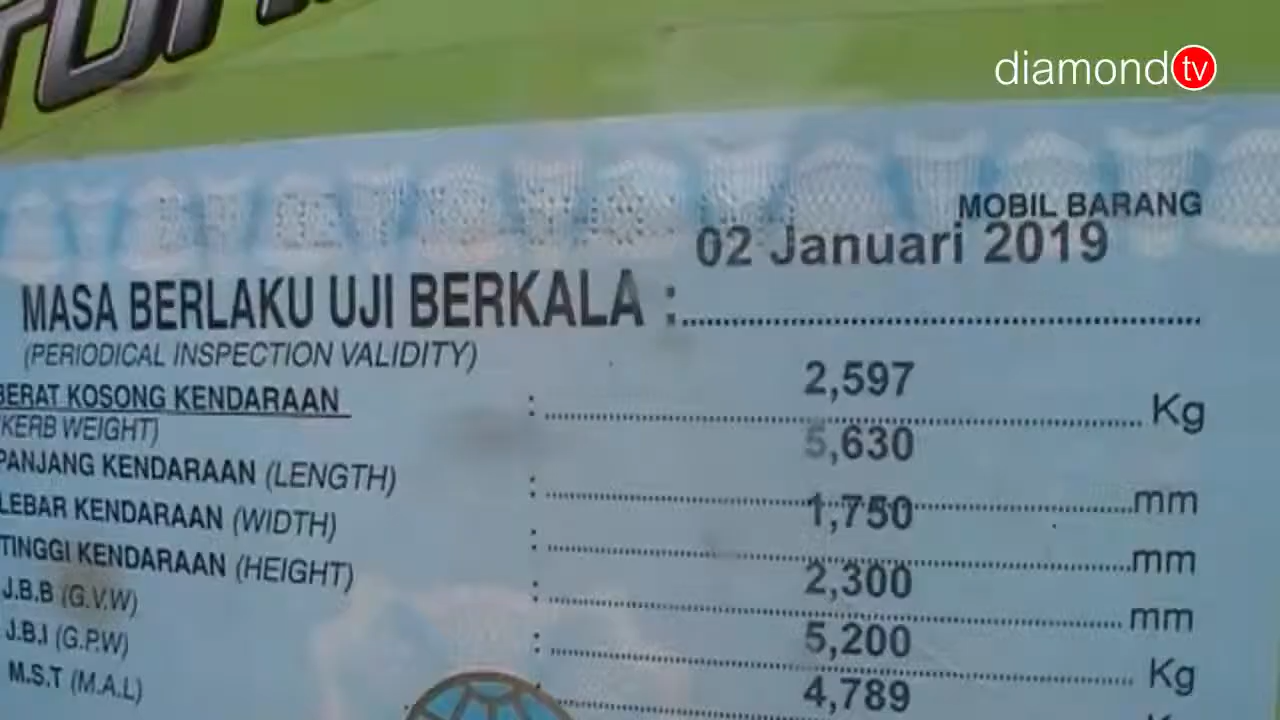 diamond tv
MOBIL BARANG
02 Januari 2019
MASA BERLAKU UJI BERKALA :
(PERIODICAL INSPECTION VALIDITY)
2,597
BERAT KOSONG KENDARAAN : Kg
(KERB WEIGHT)
5,630
PANJANG KENDARAAN (LENGTH) : mm
1,750
LEBAR KENDARAAN (WIDTH) : mm
2,300
TINGGI KENDARAAN (HEIGHT) : mm
5,200
J.B.B (G.V.W) : Kg
4,789
J.B.I (G.P.W)
M.S.T (M.A.L)